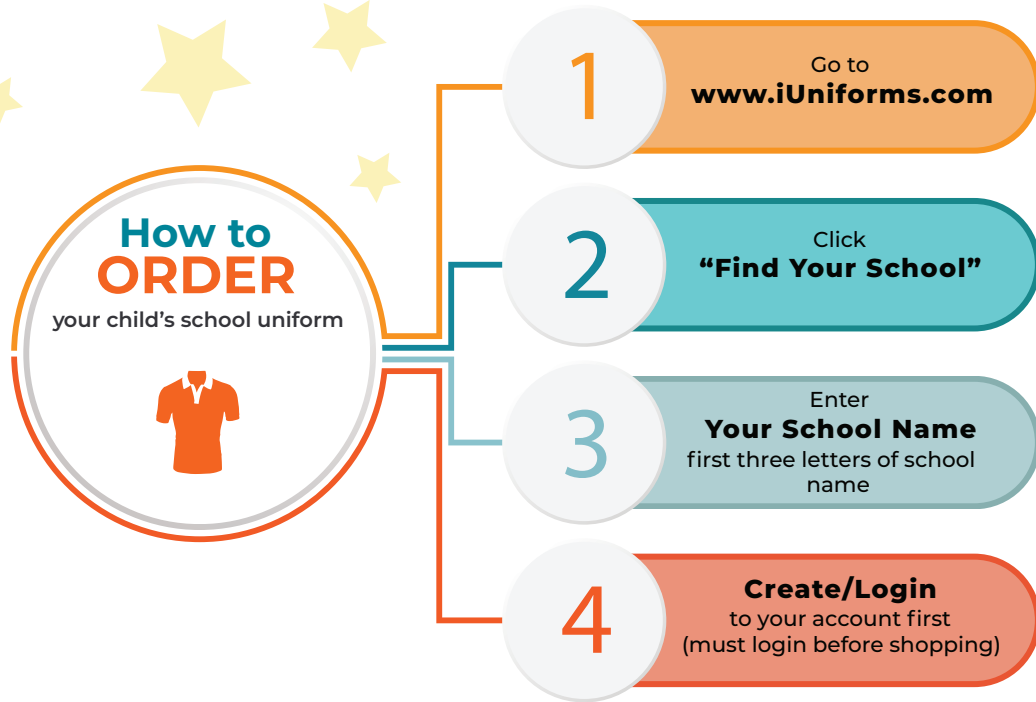 How to
ORDER
your child's school uniform
1
Go to
www.iUniforms.com
2
Click
“Find Your School”
3
Enter
Your School Name
first three letters of school
name
4
Create/Login
to your account first
(must login before shopping)